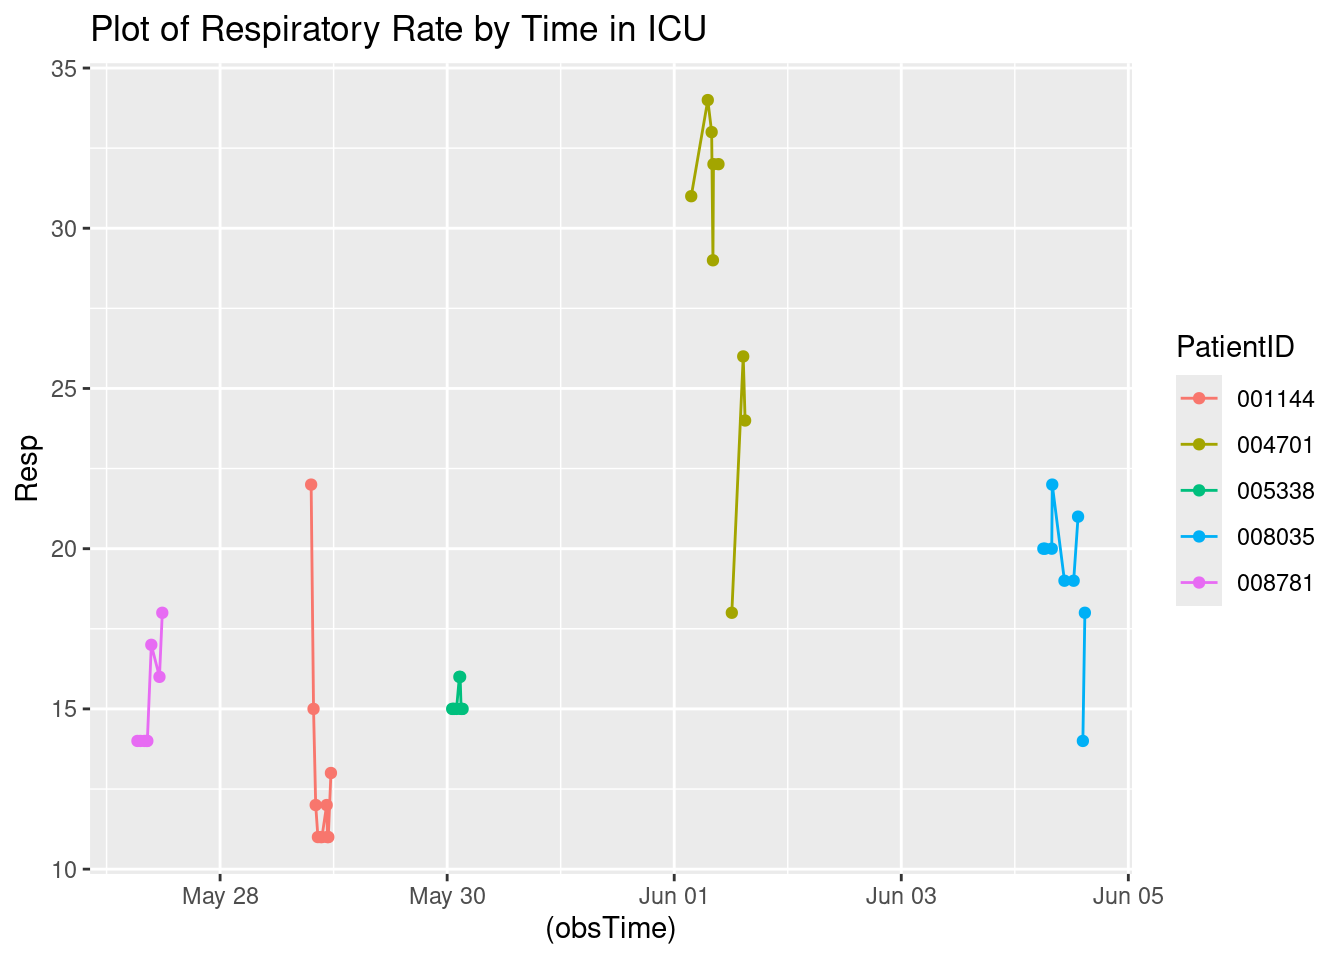 Plot of Respiratory Rate by Time in ICU
35
30
25
20
15
10
Resp
May 28
May 30
Jun 01
Jun 03
Jun 05
(obsTime)
PatientID
001144
004701
005338
008035
008781